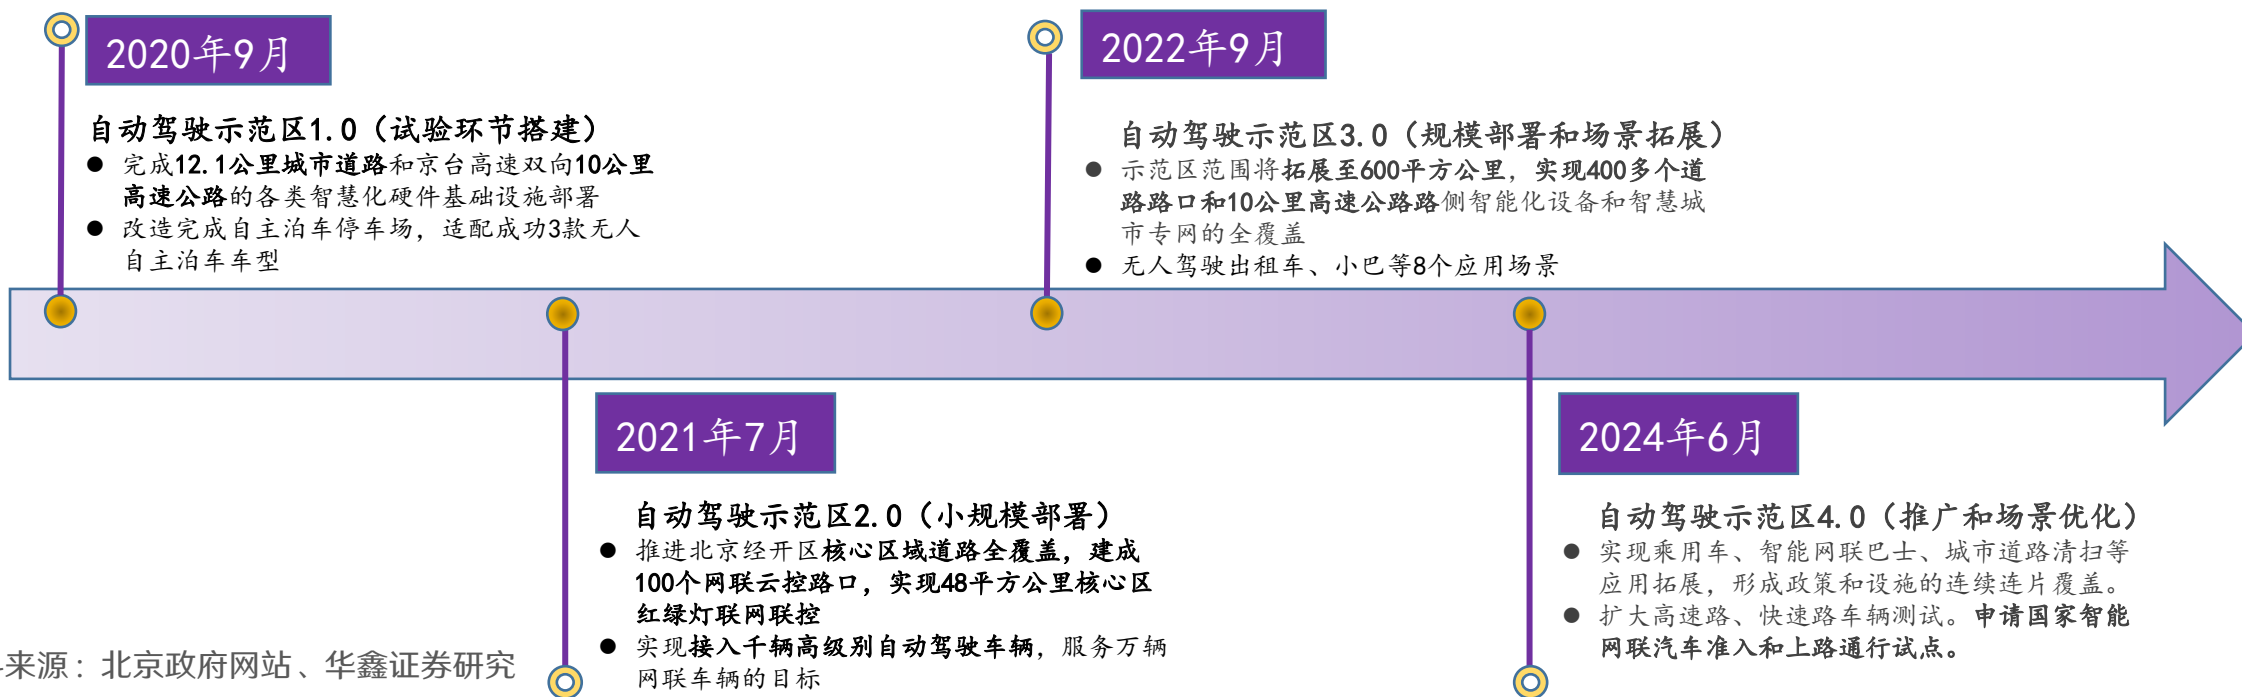 2020年9月
自动驾驶示范区1.0（试验环节搭建）
● 完成12.1公里城市道路和京台高速双向10公里
高速公路的各类智慧化硬件基础设施部署
● 改造完成自主泊车停车场，适配成功3款无人
自主泊车车型
2022年9月
自动驾驶示范区3.0（规模部署和场景拓展）
● 示范区范围将拓展至600平方公里，实现400多个道
路路口和10公里高速公路路侧智能化设备和智慧城
市专网的全覆盖
● 无人驾驶出租车、小巴等8个应用场景
2021年7月
自动驾驶示范区2.0（小规模部署）
● 推进北京经开区核心区域道路全覆盖，建成
100个网联云控路口，实现48平方公里核心区
红绿灯联网联控
● 实现接入千辆高级别自动驾驶车辆，服务万辆
网联车辆的目标
2024年6月
自动驾驶示范区4.0（推广和场景优化）
● 实现乘用车、智能网联巴士、城市道路清扫等
应用拓展，形成政策和设施的连续连片覆盖。
● 扩大高速路、快速路车辆测试。申请国家智能
网联汽车准入和上路通行试点。
来源：北京政府网站、华鑫证券研究